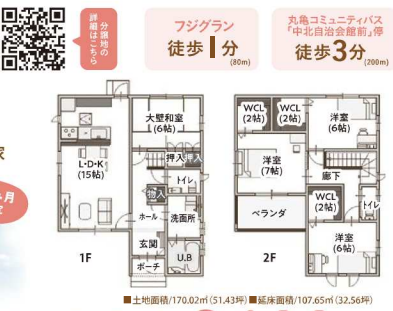 分譲地の
詳細はこちら
フジグラン
徒歩1分
(80m)
丸亀コミュニティバス
「中北自治会館前」停
徒歩3分
(200m)
家
月
L・D・K
(15帖)
大壁和室
(6帖)
押入
押入
トイレ
物入
ホール
洗面所
玄関
U.B
ポーチ
1F
WCL
(2帖)
WCL
(2帖)
洋室
(6帖)
洋室
(7帖)
廊下
ベランダ
WCL
(2帖)
トイレ
洋室
(6帖)
2F
■土地面積/170.02㎡(51.43坪) ■延床面積/107.65㎡(32.56坪)